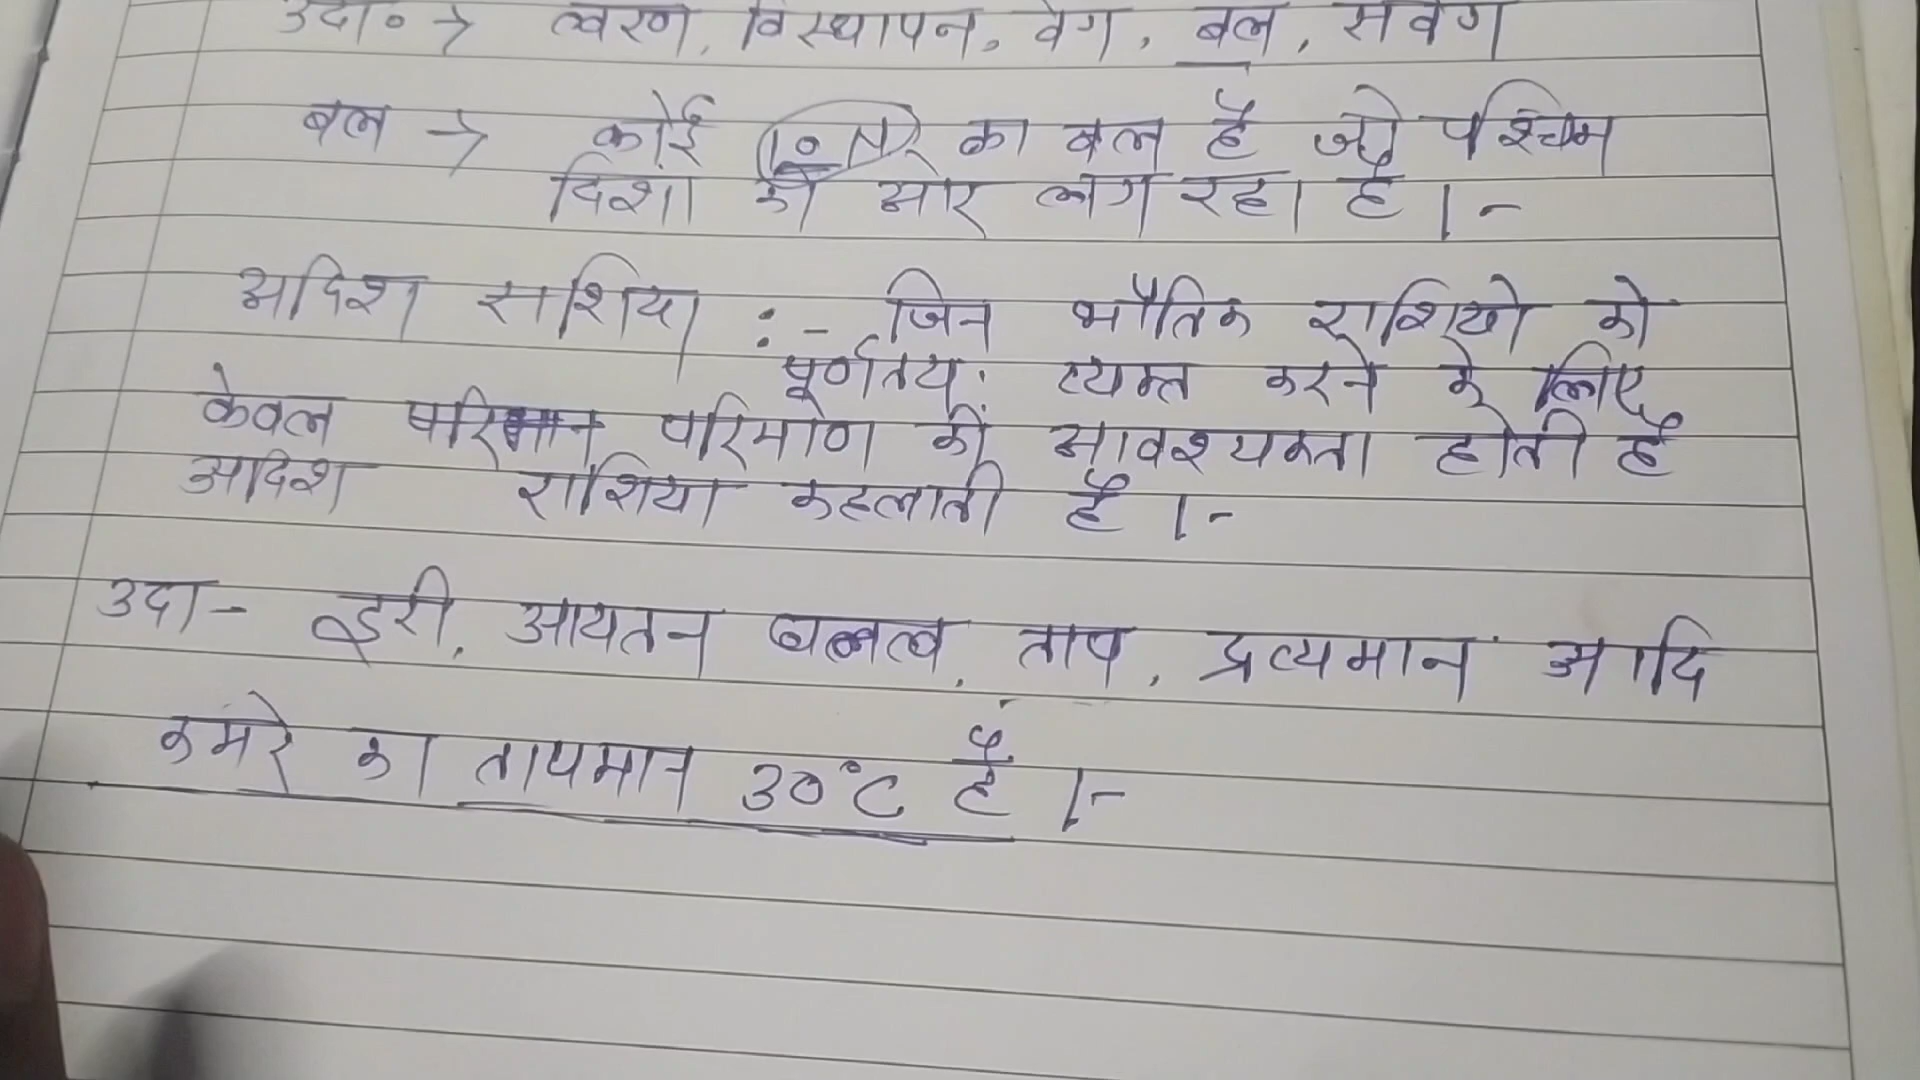 उदा० → त्वरण, विस्थापन, वेग, बल, संवेग
बल → कोई 10 N का बल है जो पश्चिम
दिशा की ओर लग रहा है ।-
अदिश राशिया :- जिन भौतिक राशियो को
पूर्णतय: व्यक्त करने के लिए
केवल परिमाण की आवश्यकता होती है
अदिश राशिया कहलाती है ।-
उदा- दूरी, आयतन घनत्व, ताप, द्रव्यमान आदि
कमरे का तापमान 30°C है ।-